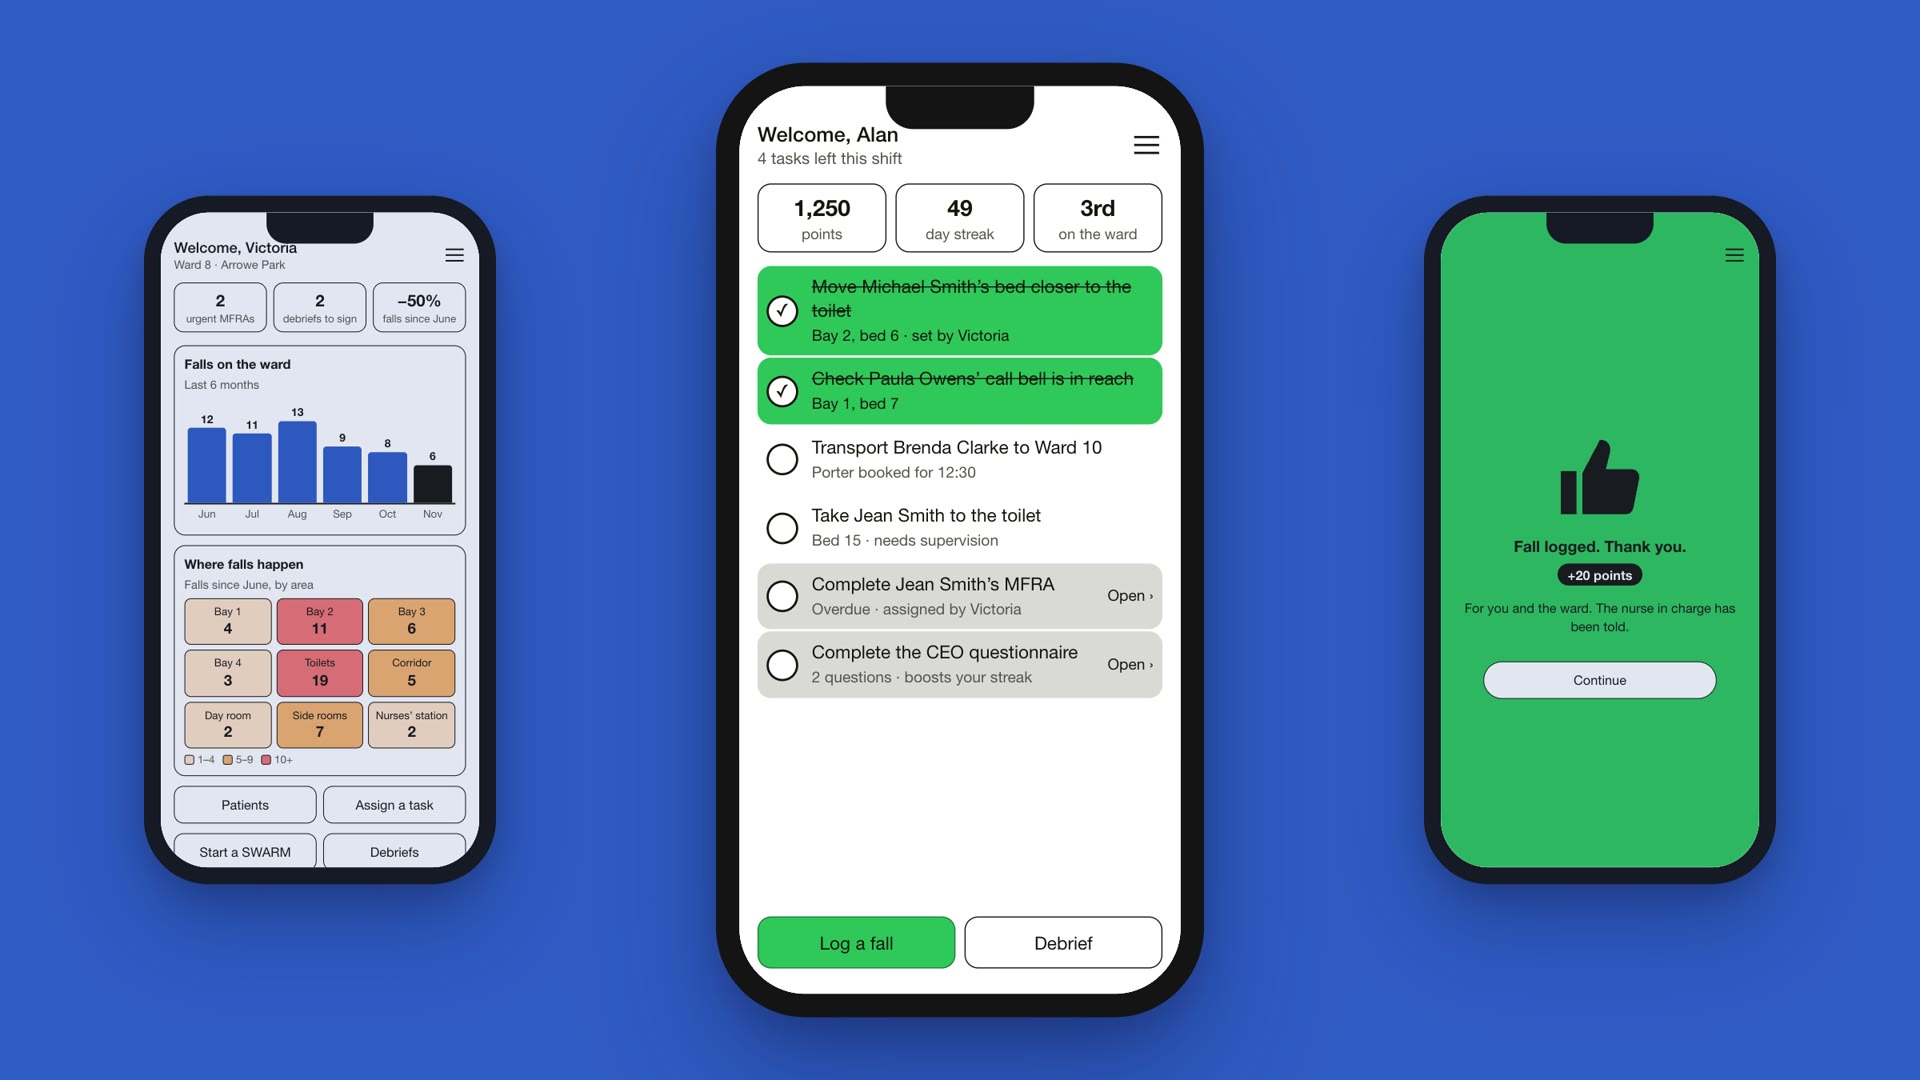 Welcome, Victoria
Ward 8 · Arrowe Park
2
urgent MFRAs
2
debriefs to sign
–50%
falls since June
Falls on the ward
Last 6 months
12
11
13
9
8
6
Jun
Jul
Aug
Sep
Oct
Nov
Where falls happen
Falls since June, by area
Bay 1
4
Bay 2
11
Bay 3
6
Bay 4
3
Toilets
19
Corridor
5
Day room
2
Side rooms
7
Nurses’ station
2
1–4
5–9
10+
Patients
Assign a task
Start a SWARM
Debriefs
Welcome, Alan
4 tasks left this shift
1,250
points
49
day streak
3rd
on the ward
Move Michael Smith’s bed closer to the
toilet
Bay 2, bed 6 · set by Victoria
Check Paula Owens’ call bell is in reach
Bay 1, bed 7
Transport Brenda Clarke to Ward 10
Porter booked for 12:30
Take Jean Smith to the toilet
Bed 15 · needs supervision
Complete Jean Smith’s MFRA
Overdue · assigned by Victoria
Open ›
Complete the CEO questionnaire
2 questions · boosts your streak
Open ›
Log a fall
Debrief
Fall logged. Thank you.
+20 points
For you and the ward. The nurse in charge has
been told.
Continue